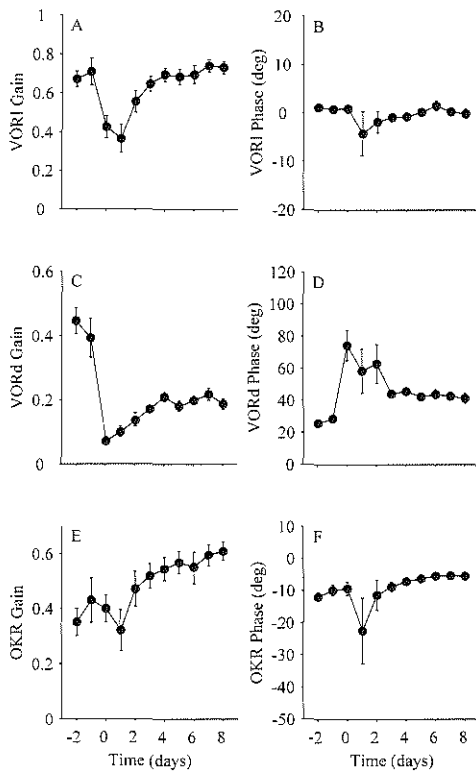 A
VORl Gain
1
0.8
0.6
0.4
0.2
0
B
VORl Phase (deg)
20
10
0
-10
-20
C
VORd Gain
0.6
0.4
0.2
0
D
VORd Phase (deg)
120
100
80
60
40
20
0
E
OKR Gain
0.6
0.4
0.2
0
-2 0 2 4 6 8
Time (days)
F
OKR Phase (deg)
10
0
-10
-20
-30
-40
-50
-2 0 2 4 6 8
Time (days)